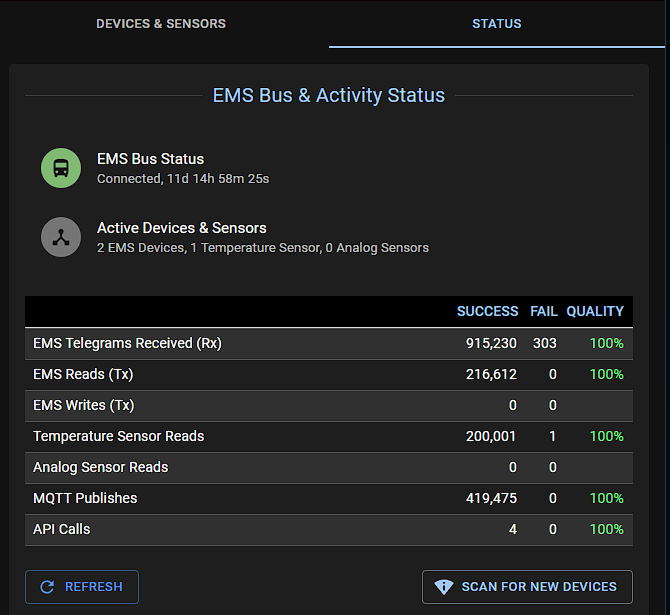 DEVICES & SENSORS STATUS
EMS Bus & Activity Status
EMS Bus Status
Connected, 11d 14h 58m 25s
Active Devices & Sensors
2 EMS Devices, 1 Temperature Sensor, 0 Analog Sensors
SUCCESS FAIL QUALITY
EMS Telegrams Received (Rx) 915,230 303 100%
EMS Reads (Tx) 216,612 0 100%
EMS Writes (Tx) 0 0
Temperature Sensor Reads 200,001 1 100%
Analog Sensor Reads 0 0
MQTT Publishes 419,475 0 100%
API Calls 4 0 100%
REFRESH SCAN FOR NEW DEVICES